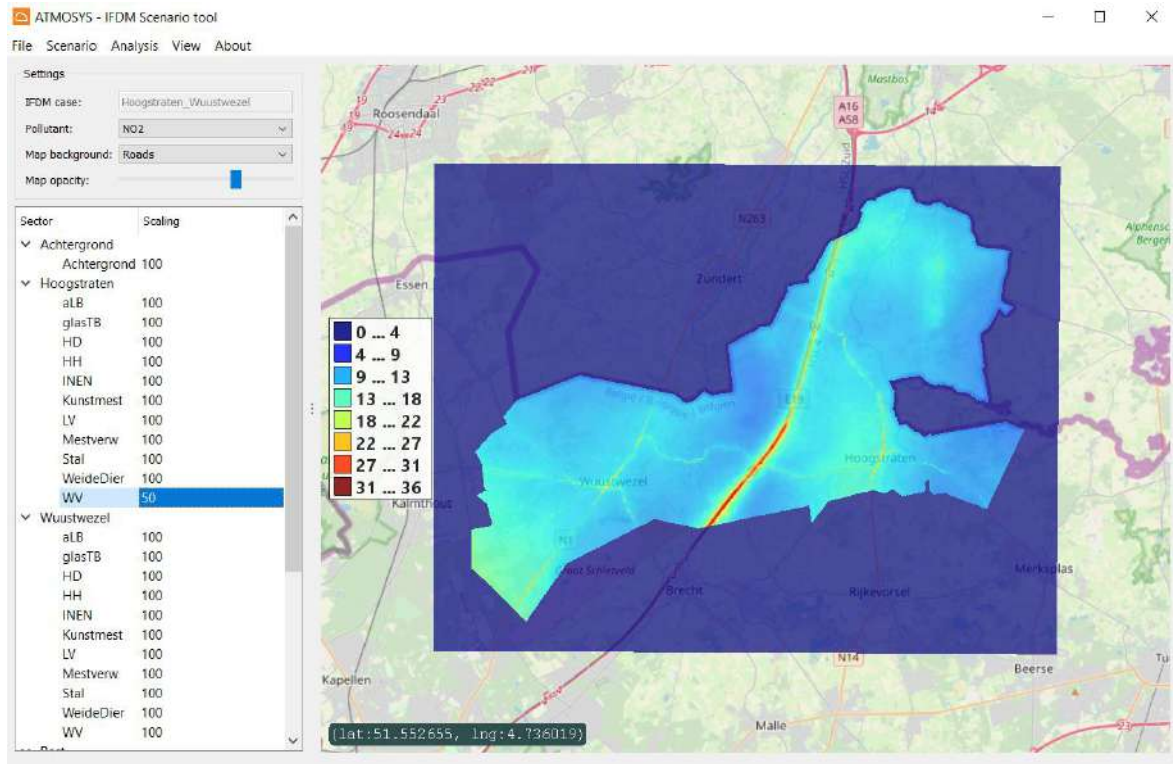 ATMOSYS - IFDM Scenario tool
File Scenario Analysis View About
Settings
IFDM case: Hoogstraten_Wuustwezel
Pollutant: NO2
Map background: Roads
Map opacity:
Sector Scaling
Achtergrond
Achtergrond 100
Hoogstraten
aLB 100
glasTB 100
HD 100
HH 100
INEN 100
Kunstmest 100
LV 100
Mestverw 100
Stal 100
WeideDier 100
WV 50
Wuustwezel
aLB 100
glasTB 100
HD 100
HH 100
INEN 100
Kunstmest 100
LV 100
Mestverw 100
Stal 100
WeideDier 100
WV 100
0 ... 4
4 ... 9
9 ... 13
13 ... 18
18 ... 22
22 ... 27
27 ... 31
31 ... 36
Roosendaal
Mastbos
A16
A58
N263
Zundert
Essen
E19
Hoogstraten
Wuustwezel
Kalmthout
N1
Groot Schietveld
Brecht
Rijkevorsel
Merksplas
N14
Beerse
Kapellen
Malle
23
(lat:51.552655, lng:4.736019)